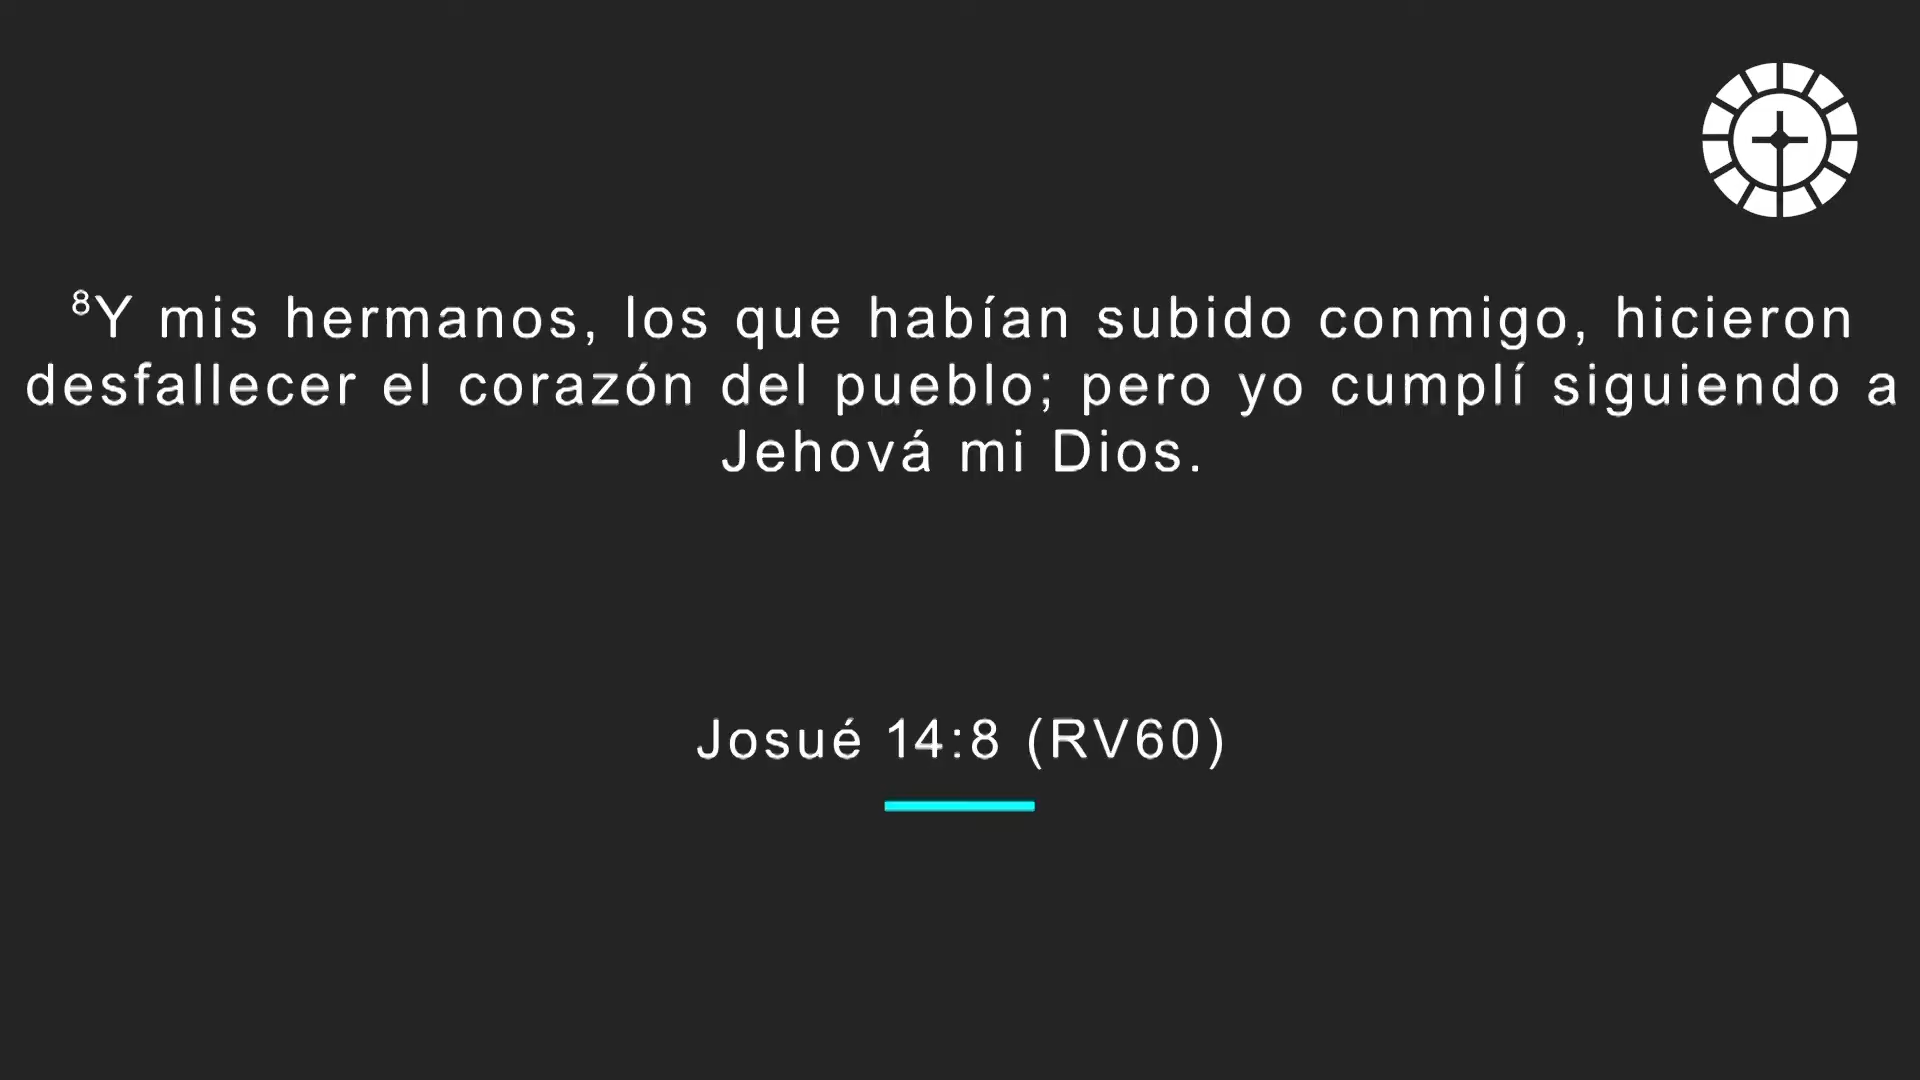 ⁸Y mis hermanos, los que habían subido conmigo, hicieron
desfallecer el corazón del pueblo; pero yo cumplí siguiendo a
Jehová mi Dios.
Josué 14:8 (RV60)